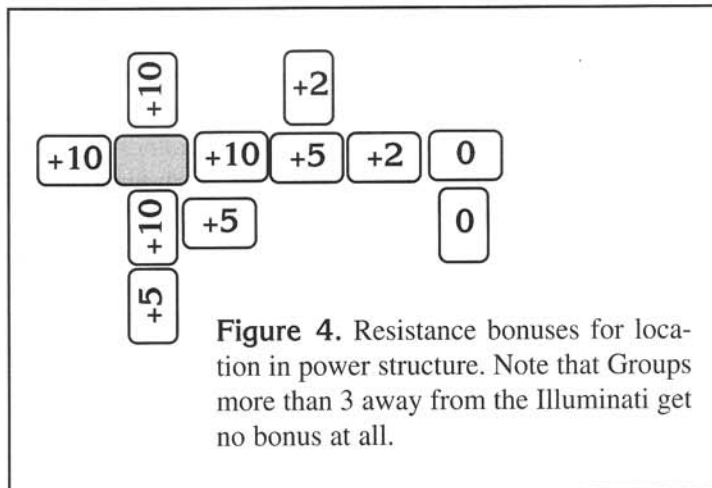 +10
+2
+10
+10
+5
+2
0
+10
+5
0
+5
Figure 4. Resistance bonuses for loca-
tion in power structure. Note that Groups
more than 3 away from the Illuminati get
no bonus at all.